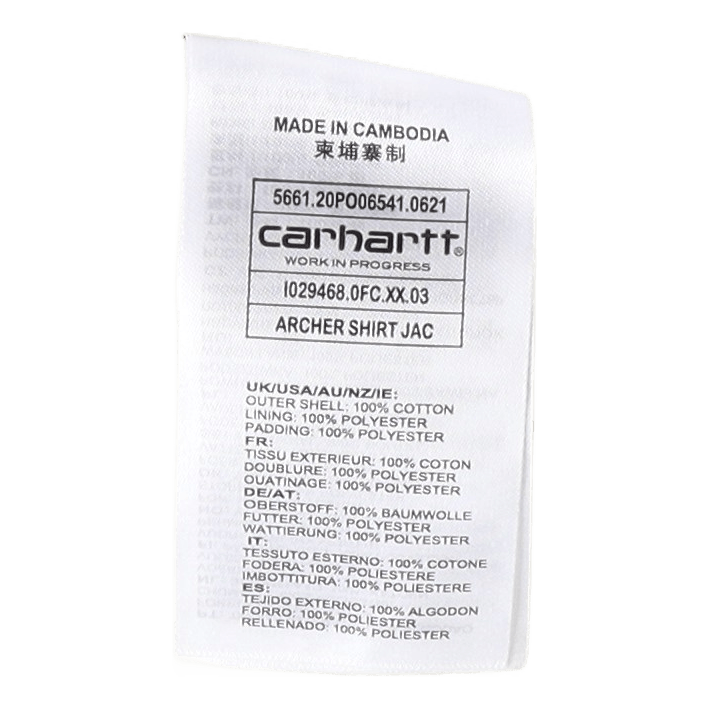 MADE IN CAMBODIA
柬埔寨制
5661.20PO06541.0621
carhartt®
WORK IN PROGRESS
I029468.0FC.XX.03
ARCHER SHIRT JAC
UK/USA/AU/NZ/IE:
OUTER SHELL: 100% COTTON
LINING: 100% POLYESTER
PADDING: 100% POLYESTER
FR:
TISSU EXTERIEUR: 100% COTON
DOUBLURE: 100% POLYESTER
OUATINAGE: 100% POLYESTER
DE/AT:
OBERSTOFF: 100% BAUMWOLLE
FUTTER: 100% POLYESTER
WATTIERUNG: 100% POLYESTER
IT:
TESSUTO ESTERNO: 100% COTONE
FODERA: 100% POLIESTERE
IMBOTTITURA: 100% POLIESTERE
ES:
TEJIDO EXTERNO: 100% ALGODON
FORRO: 100% POLIESTER
RELLENADO: 100% POLIESTER